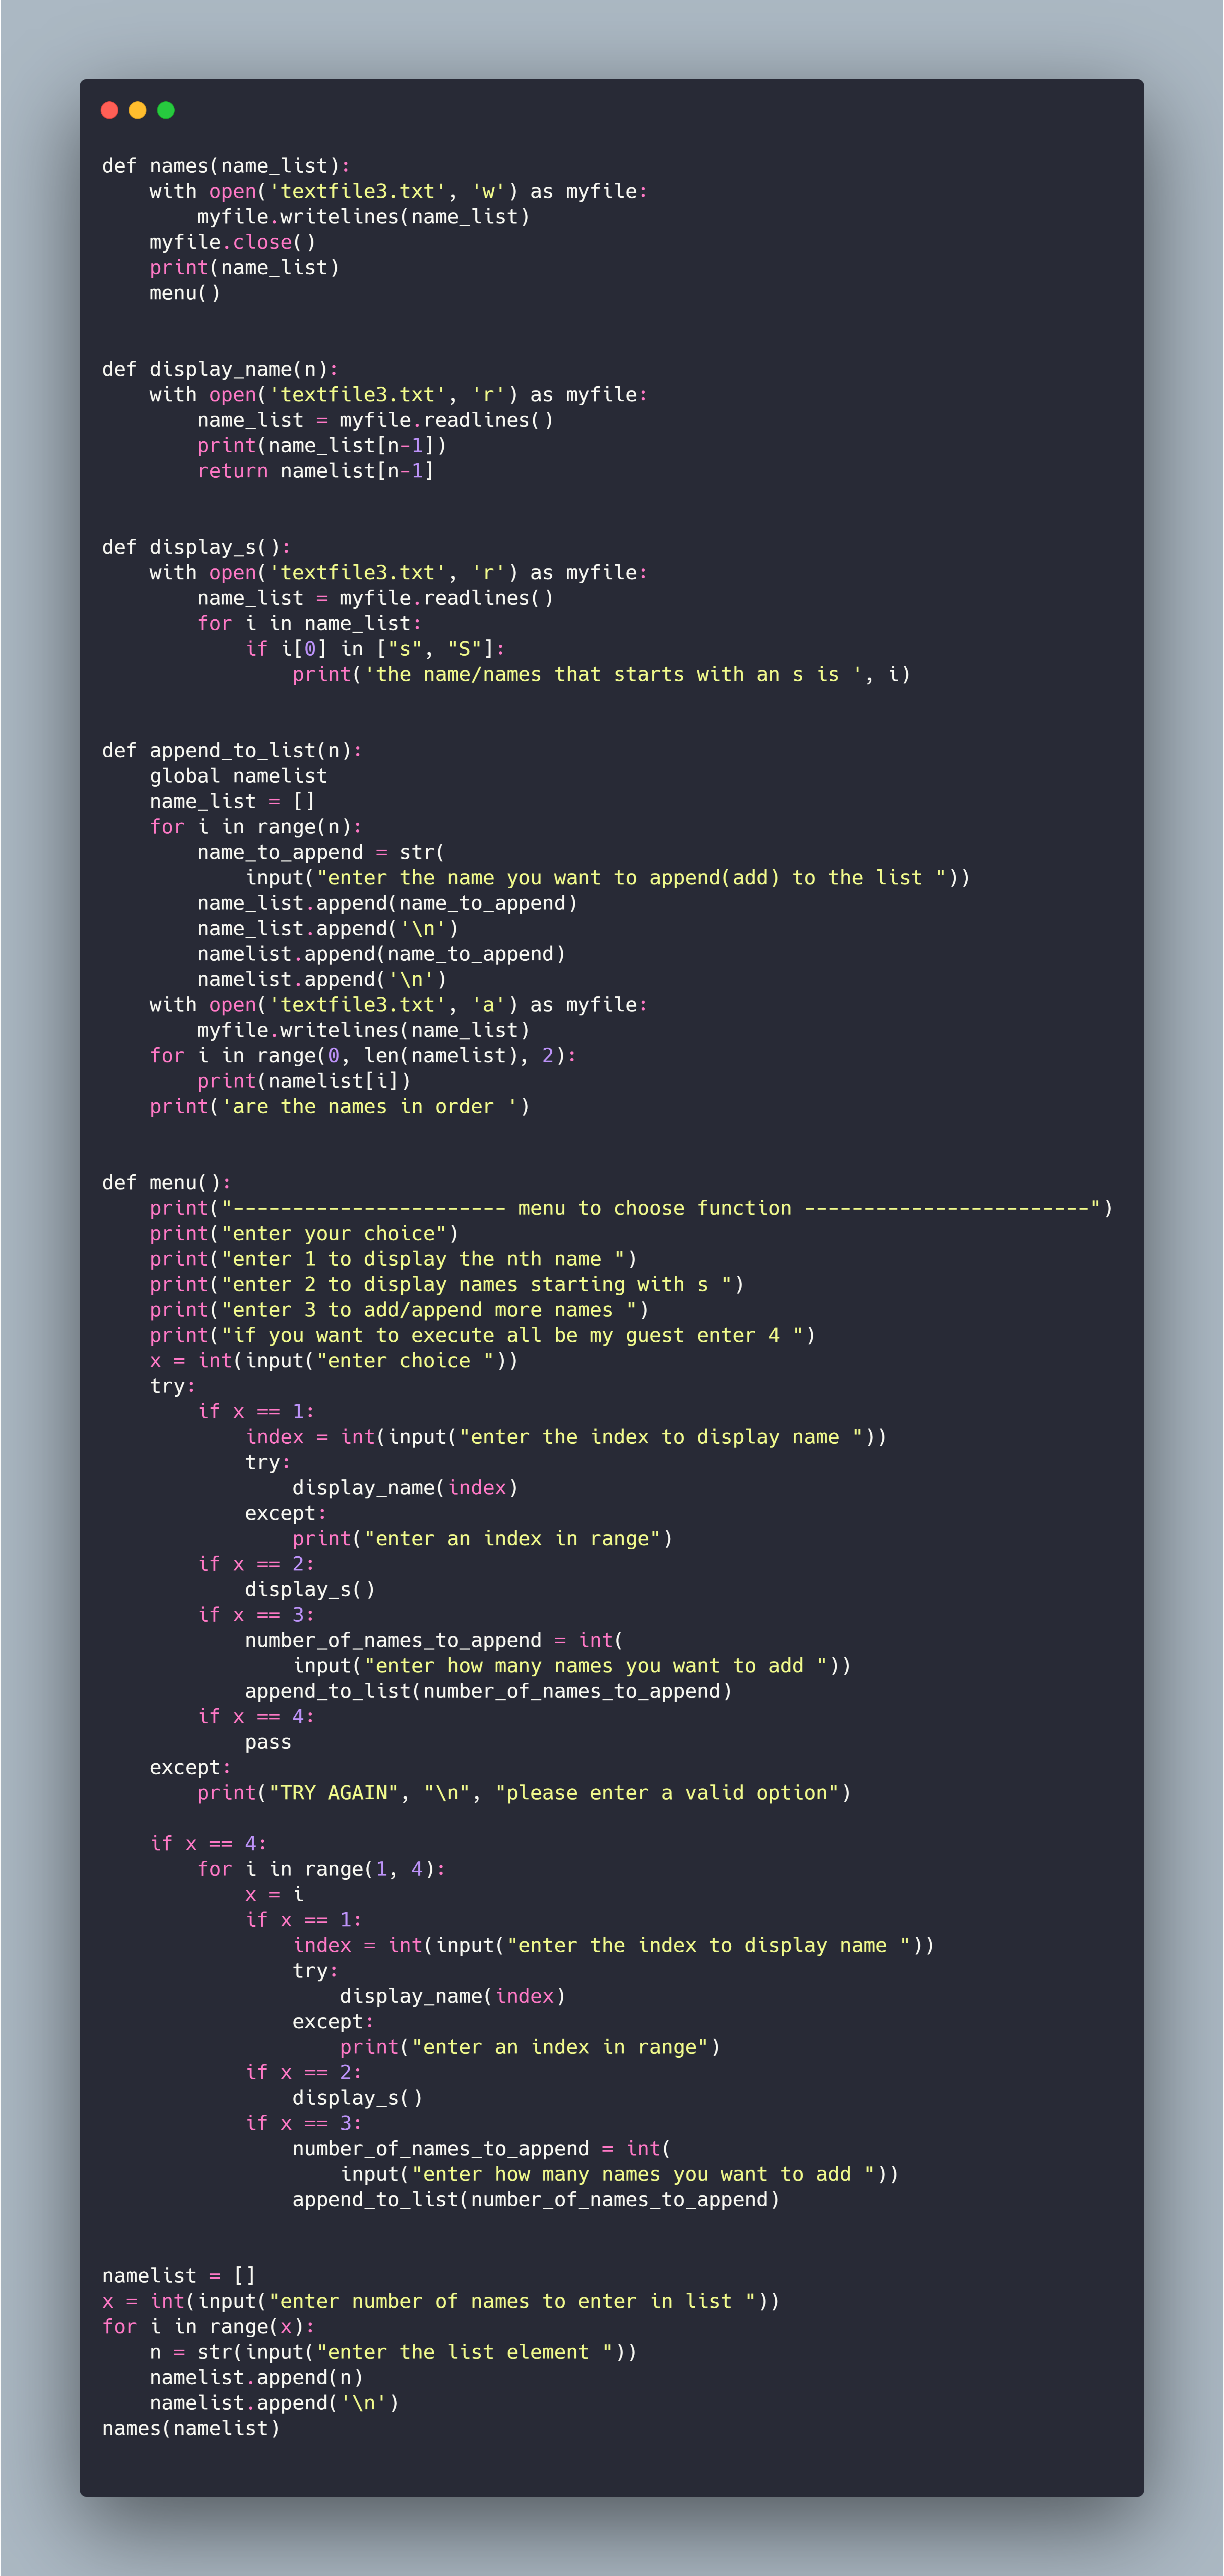 def names(name_list):
    with open('textfile3.txt', 'w') as myfile:
        myfile.writelines(name_list)
    myfile.close()
    print(name_list)
    menu()


def display_name(n):
    with open('textfile3.txt', 'r') as myfile:
        name_list = myfile.readlines()
        print(name_list[n-1])
        return namelist[n-1]


def display_s():
    with open('textfile3.txt', 'r') as myfile:
        name_list = myfile.readlines()
        for i in name_list:
            if i[0] in ["s", "S"]:
                print('the name/names that starts with an s is ', i)


def append_to_list(n):
    global namelist
    name_list = []
    for i in range(n):
        name_to_append = str(
            input("enter the name you want to append(add) to the list "))
        name_list.append(name_to_append)
        name_list.append('\n')
        namelist.append(name_to_append)
        namelist.append('\n')
    with open('textfile3.txt', 'a') as myfile:
        myfile.writelines(name_list)
    for i in range(0, len(namelist), 2):
        print(namelist[i])
    print('are the names in order ')


def menu():
    print("----------------------- menu to choose function ------------------------")
    print("enter your choice")
    print("enter 1 to display the nth name ")
    print("enter 2 to display names starting with s ")
    print("enter 3 to add/append more names ")
    print("if you want to execute all be my guest enter 4 ")
    x = int(input("enter choice "))
    try:
        if x == 1:
            index = int(input("enter the index to display name "))
            try:
                display_name(index)
            except:
                print("enter an index in range")
        if x == 2:
            display_s()
        if x == 3:
            number_of_names_to_append = int(
                input("enter how many names you want to add "))
            append_to_list(number_of_names_to_append)
        if x == 4:
            pass
    except:
        print("TRY AGAIN", "\n", "please enter a valid option")

    if x == 4:
        for i in range(1, 4):
            x = i
            if x == 1:
                index = int(input("enter the index to display name "))
                try:
                    display_name(index)
                except:
                    print("enter an index in range")
            if x == 2:
                display_s()
            if x == 3:
                number_of_names_to_append = int(
                    input("enter how many names you want to add "))
                append_to_list(number_of_names_to_append)


namelist = []
x = int(input("enter number of names to enter in list "))
for i in range(x):
    n = str(input("enter the list element "))
    namelist.append(n)
    namelist.append('\n')
names(namelist)